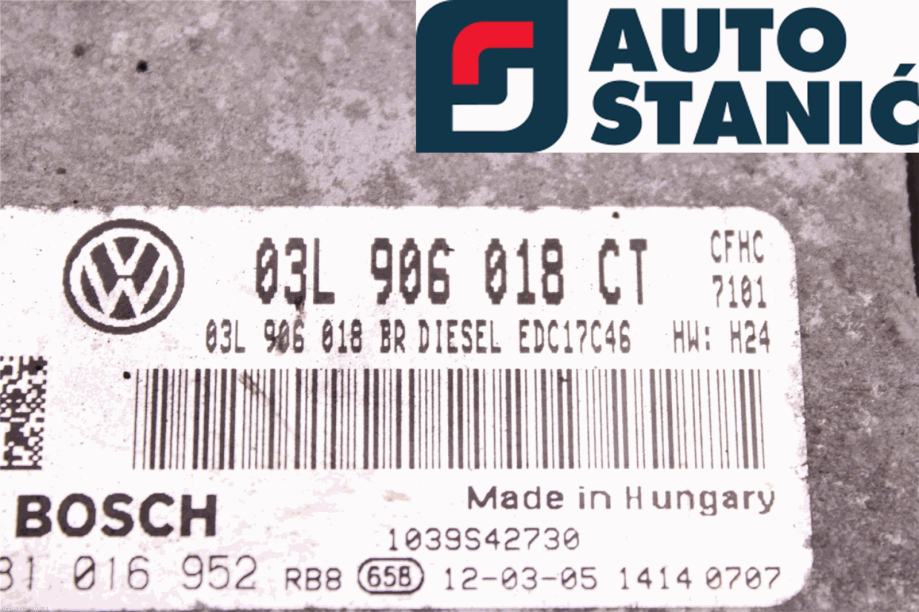 AUTO
STANIĆ
03L 906 018 CT
CFHC
7101
03L 906 018 BR DIESEL EDC17C46 HW: H24
BOSCH
Made in Hungary
1039S42730
016 952 RB8 65B 12-03-05 1414 0707